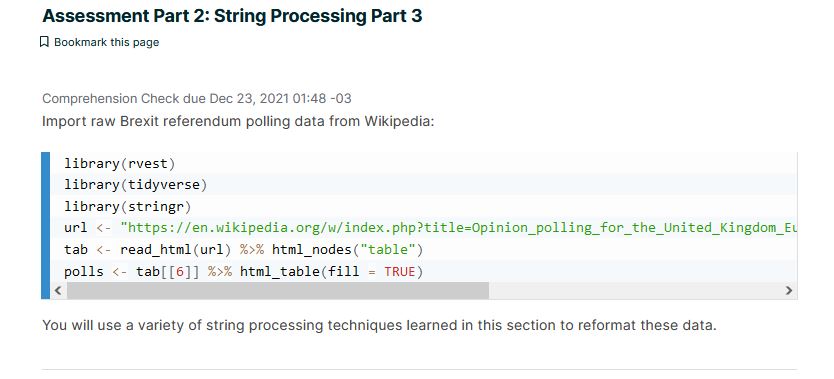 Assessment Part 2: String Processing Part 3
Bookmark this page
Comprehension Check due Dec 23, 2021 01:48 -03
Import raw Brexit referendum polling data from Wikipedia:
library(rvest)
library(tidyverse)
library(stringr)
url <- "https://en.wikipedia.org/w/index.php?title=Opinion_polling_for_the_United_Kingdom_Eu
tab <- read_html(url) %>% html_nodes("table")
polls <- tab[[6]] %>% html_table(fill = TRUE)
You will use a variety of string processing techniques learned in this section to reformat these data.